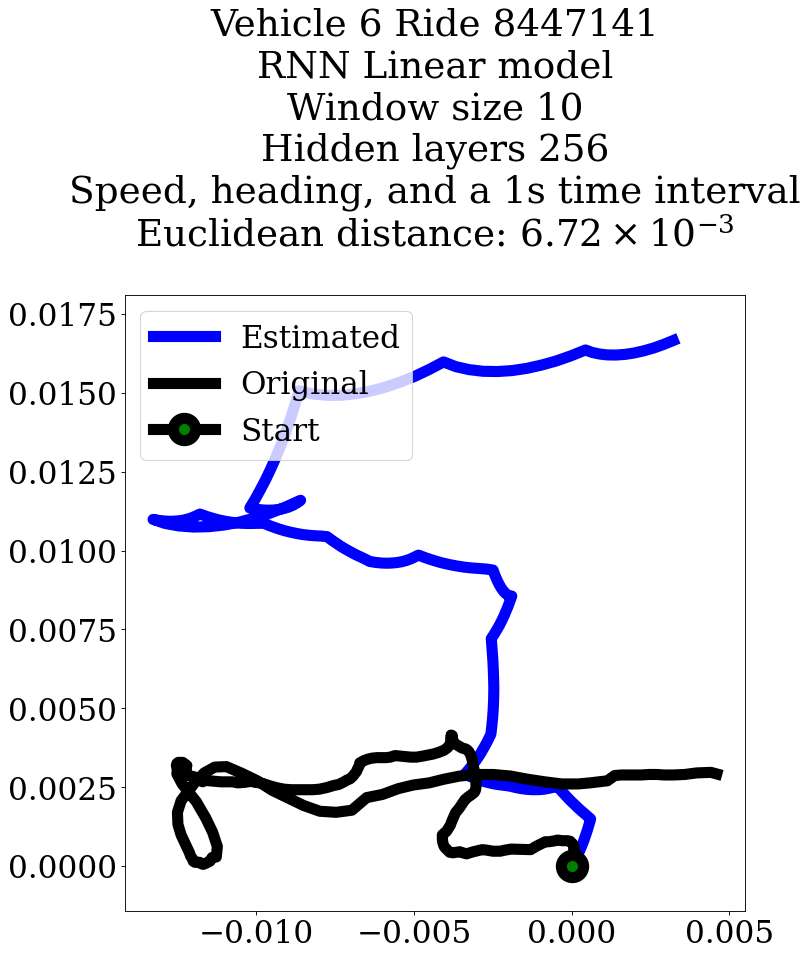 Vehicle 6 Ride 8447141
RNN Linear model
Window size 10
Hidden layers 256
Speed, heading, and a 1s time interval
Euclidean distance: 6.72 × 10⁻³
0.0175
0.0150
0.0125
0.0100
0.0075
0.0050
0.0025
0.0000
Estimated
Original
Start
−0.010 −0.005 0.000 0.005